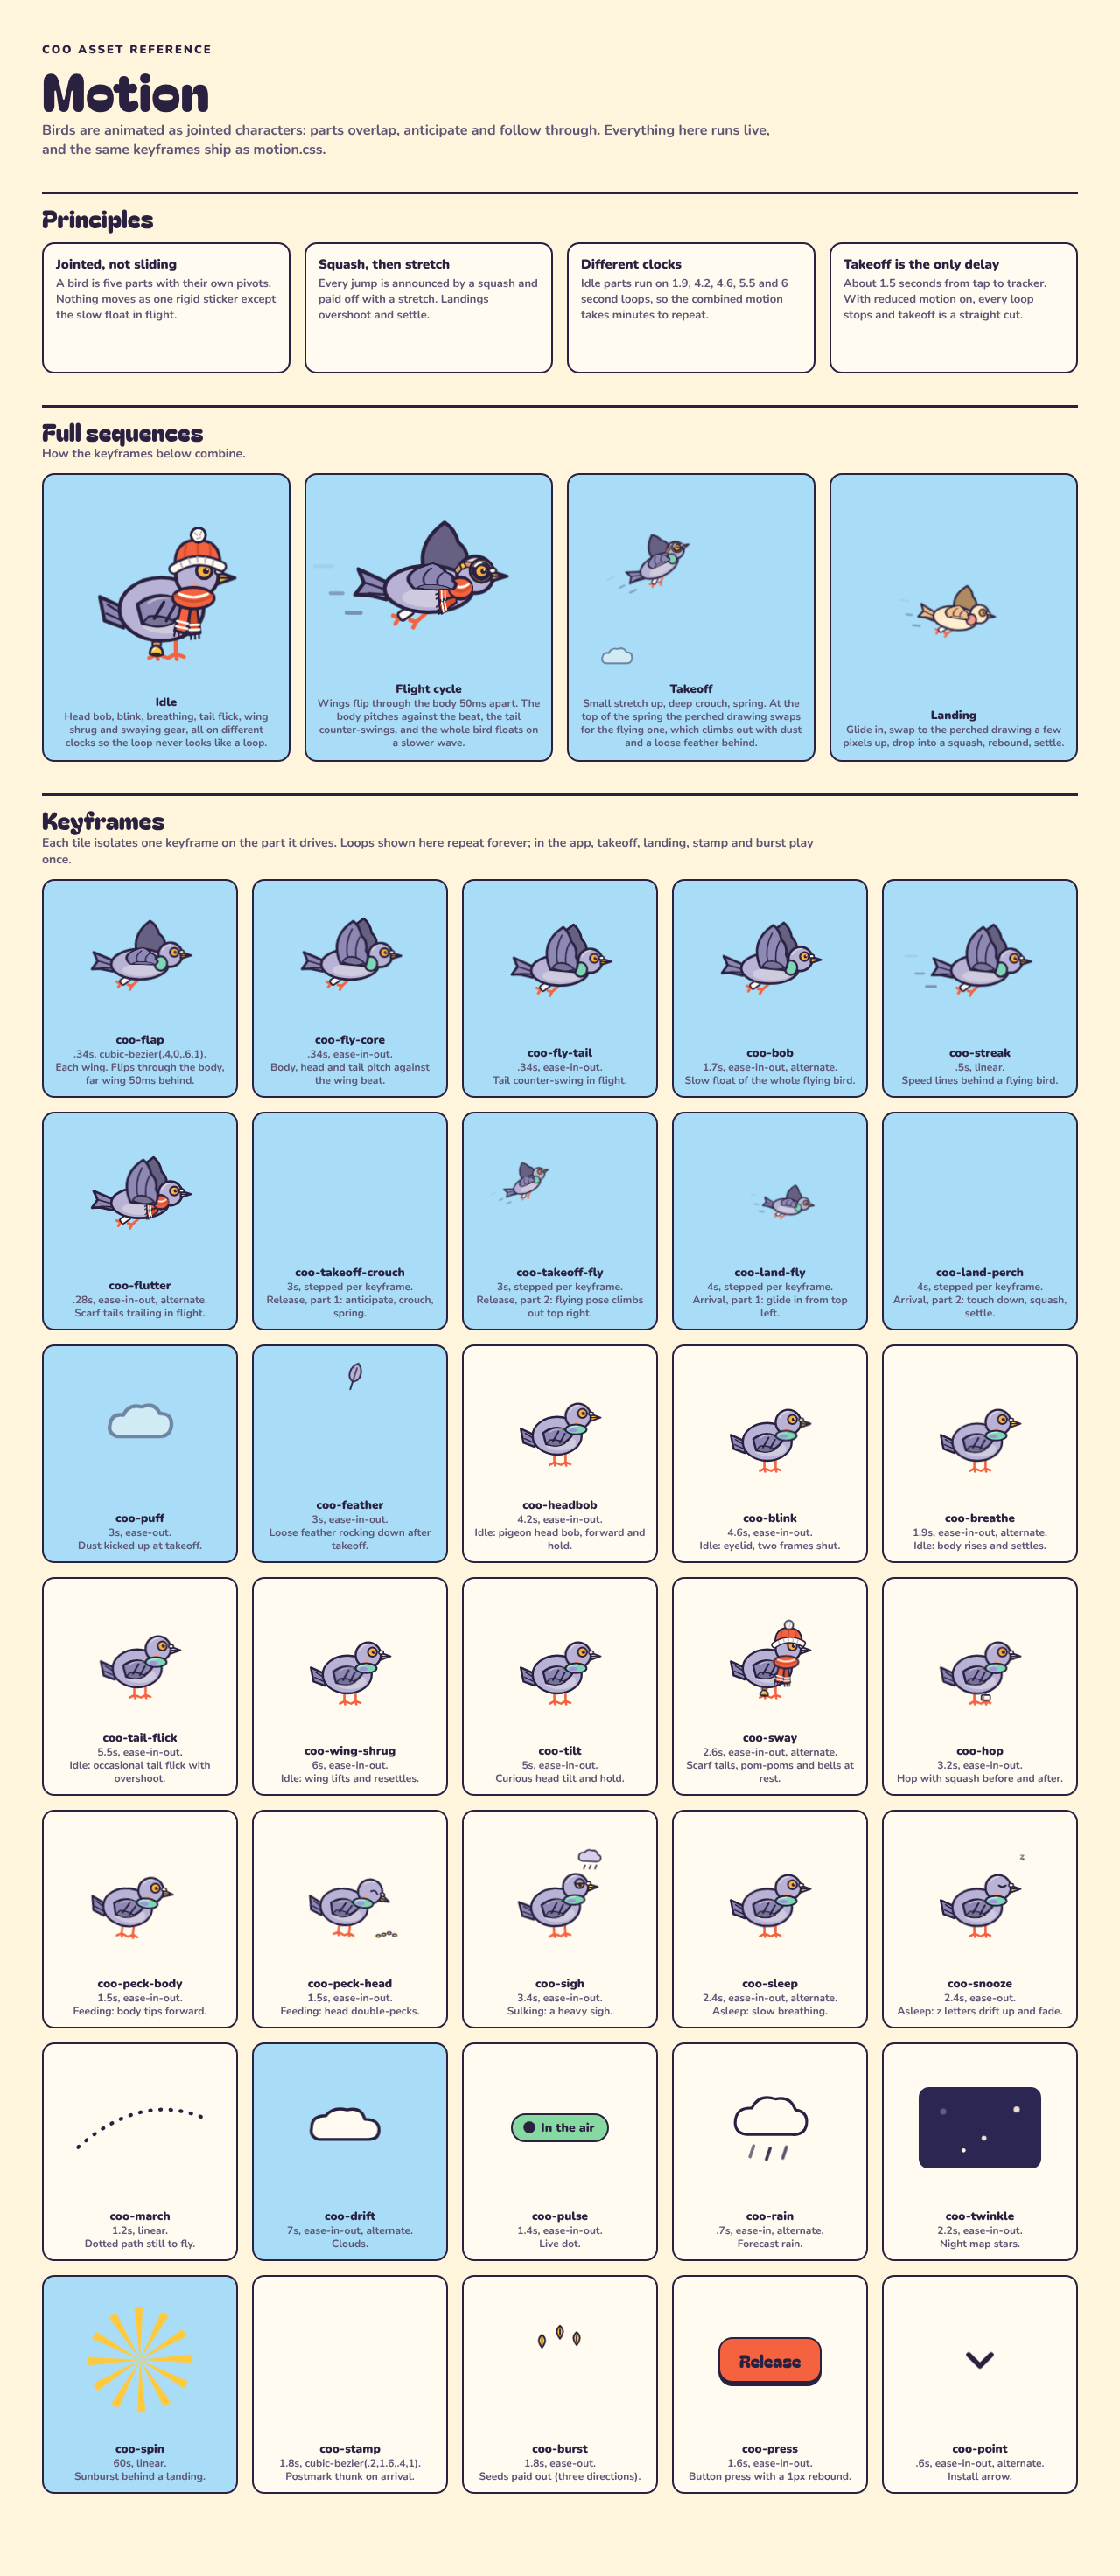 COO ASSET REFERENCE
Motion
Birds are animated as jointed characters: parts overlap, anticipate and follow through. Everything here runs live,
and the same keyframes ship as motion.css.
Principles
Jointed, not sliding
A bird is five parts with their own pivots.
Nothing moves as one rigid sticker except
the slow float in flight.
Squash, then stretch
Every jump is announced by a squash and
paid off with a stretch. Landings
overshoot and settle.
Different clocks
Idle parts run on 1.9, 4.2, 4.6, 5.5 and 6
second loops, so the combined motion
takes minutes to repeat.
Takeoff is the only delay
About 1.5 seconds from tap to tracker.
With reduced motion on, every loop
stops and takeoff is a straight cut.
Full sequences
How the keyframes below combine.
Idle
Head bob, blink, breathing, tail flick, wing
shrug and swaying gear, all on different
clocks so the loop never looks like a loop.
Flight cycle
Wings flip through the body 50ms apart. The
body pitches against the beat, the tail
counter-swings, and the whole bird floats on
a slower wave.
Takeoff
Small stretch up, deep crouch, spring. At the
top of the spring the perched drawing swaps
for the flying one, which climbs out with dust
and a loose feather behind.
Landing
Glide in, swap to the perched drawing a few
pixels up, drop into a squash, rebound, settle.
Keyframes
Each tile isolates one keyframe on the part it drives. Loops shown here repeat forever; in the app, takeoff, landing, stamp and burst play
once.
coo-flap
.34s, cubic-bezier(.4,0,.6,1).
Each wing. Flips through the body,
far wing 50ms behind.
coo-fly-core
.34s, ease-in-out.
Body, head and tail pitch against
the wing beat.
coo-fly-tail
.34s, ease-in-out.
Tail counter-swing in flight.
coo-bob
1.7s, ease-in-out, alternate.
Slow float of the whole flying bird.
coo-streak
.5s, linear.
Speed lines behind a flying bird.
coo-flutter
.28s, ease-in-out, alternate.
Scarf tails trailing in flight.
coo-takeoff-crouch
3s, stepped per keyframe.
Release, part 1: anticipate, crouch,
spring.
coo-takeoff-fly
3s, stepped per keyframe.
Release, part 2: flying pose climbs
out top right.
coo-land-fly
4s, stepped per keyframe.
Arrival, part 1: glide in from top
left.
coo-land-perch
4s, stepped per keyframe.
Arrival, part 2: touch down, squash,
settle.
coo-puff
3s, ease-out.
Dust kicked up at takeoff.
coo-feather
3s, ease-in-out.
Loose feather rocking down after
takeoff.
coo-headbob
4.2s, ease-in-out.
Idle: pigeon head bob, forward and
hold.
coo-blink
4.6s, ease-in-out.
Idle: eyelid, two frames shut.
coo-breathe
1.9s, ease-in-out, alternate.
Idle: body rises and settles.
coo-tail-flick
5.5s, ease-in-out.
Idle: occasional tail flick with
overshoot.
coo-wing-shrug
6s, ease-in-out.
Idle: wing lifts and resettles.
coo-tilt
5s, ease-in-out.
Curious head tilt and hold.
coo-sway
2.6s, ease-in-out, alternate.
Scarf tails, pom-poms and bells at
rest.
coo-hop
3.2s, ease-in-out.
Hop with squash before and after.
coo-peck-body
1.5s, ease-in-out.
Feeding: body tips forward.
coo-peck-head
1.5s, ease-in-out.
Feeding: head double-pecks.
coo-sigh
3.4s, ease-in-out.
Sulking: a heavy sigh.
coo-sleep
2.4s, ease-in-out, alternate.
Asleep: slow breathing.
z
coo-snooze
2.4s, ease-out.
Asleep: z letters drift up and fade.
coo-march
1.2s, linear.
Dotted path still to fly.
coo-drift
7s, ease-in-out, alternate.
Clouds.
In the air
coo-pulse
1.4s, ease-in-out.
Live dot.
coo-rain
.7s, ease-in, alternate.
Forecast rain.
coo-twinkle
2.2s, ease-in-out.
Night map stars.
coo-spin
60s, linear.
Sunburst behind a landing.
coo-stamp
1.8s, cubic-bezier(.2,1.6,.4,1).
Postmark thunk on arrival.
coo-burst
1.8s, ease-out.
Seeds paid out (three directions).
Release
coo-press
1.6s, ease-in-out.
Button press with a 1px rebound.
coo-point
.6s, ease-in-out, alternate.
Install arrow.